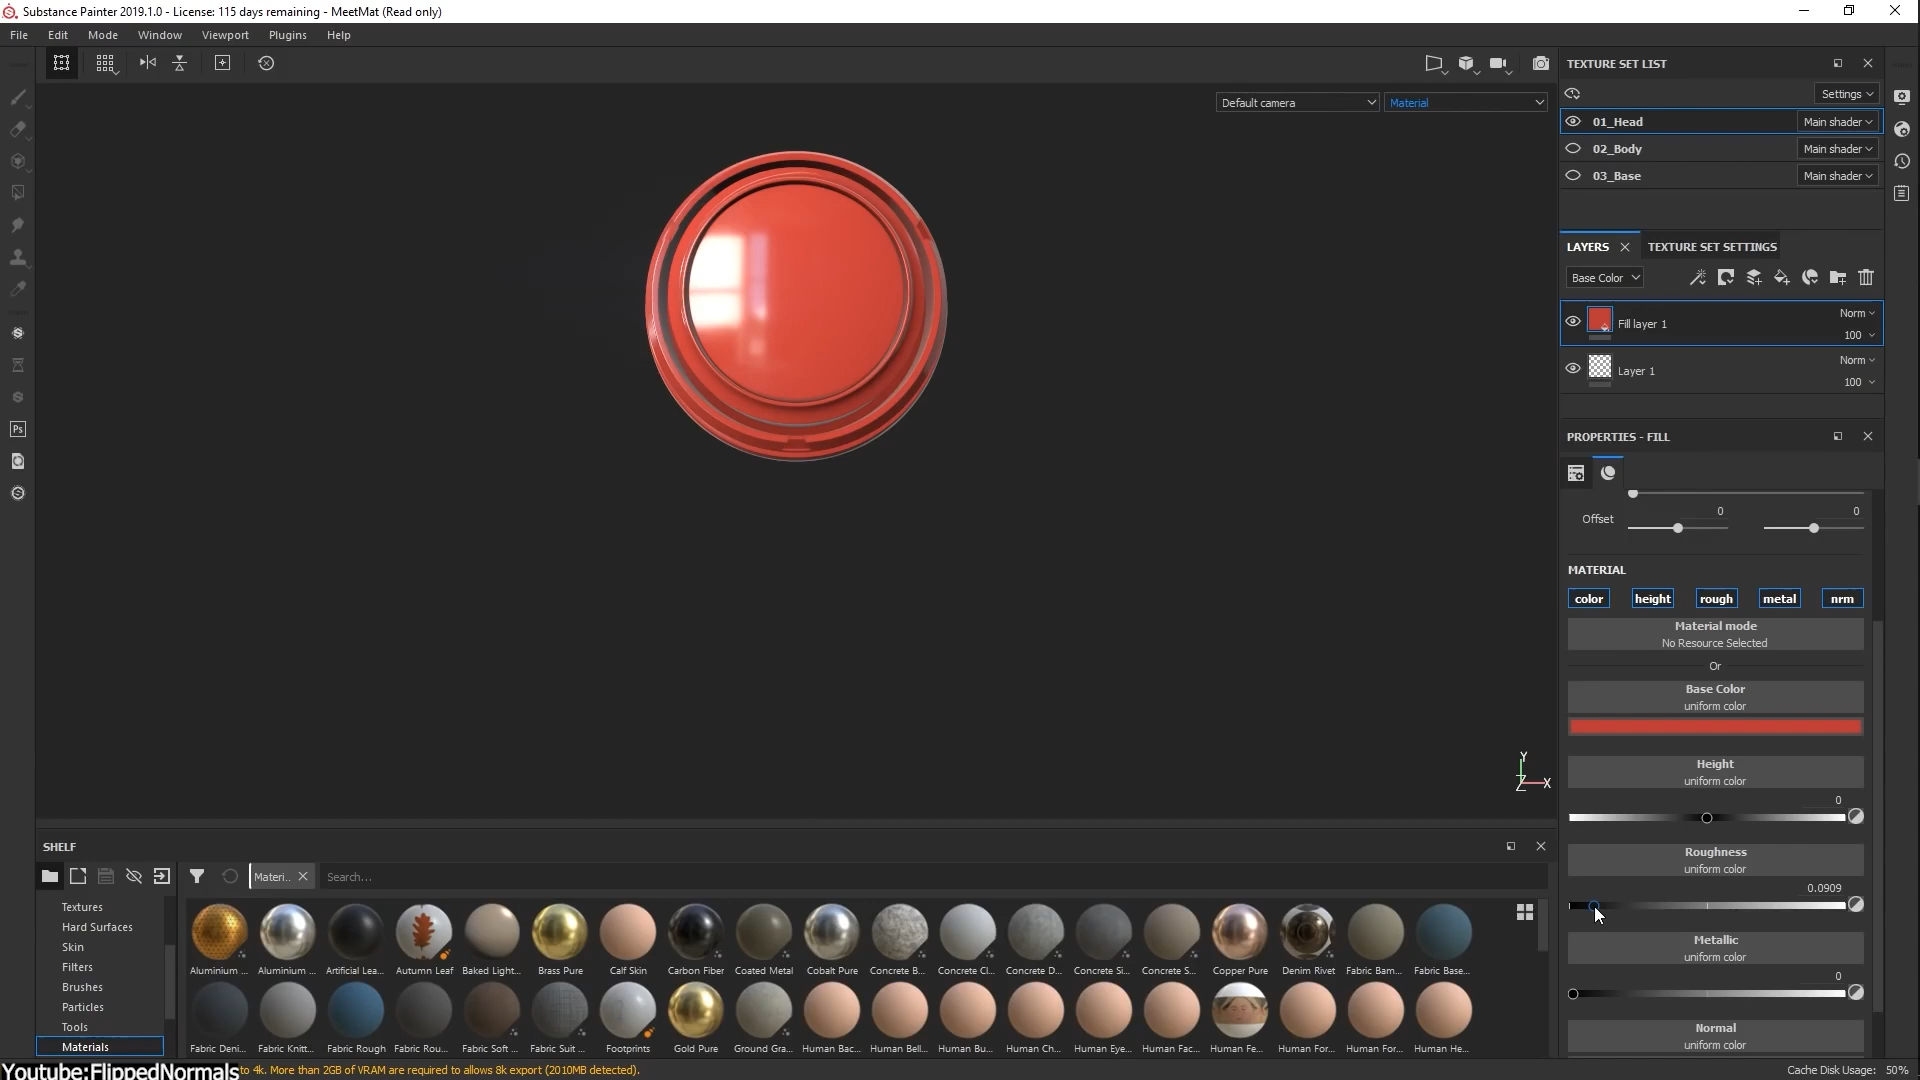 Substance Painter 2019.1.0 - License: 115 days remaining - MeetMat (Read only)
File Edit Mode Window Viewport Plugins Help
Default camera Material
TEXTURE SET LIST
Settings
01_Head Main shader
02_Body Main shader
03_Base Main shader
LAYERS TEXTURE SET SETTINGS
Base Color
Norm
Fill layer 1
100
Norm
Layer 1
100
PROPERTIES - FILL
0 0
Offset
MATERIAL
color height rough metal nrm
Material mode
No Resource Selected
Or
Base Color
uniform color
Height
uniform color
0
Roughness
uniform color
0.0909
Metallic
uniform color
0
Normal
uniform color
Ps
Y
Z X
SHELF
Materi.. Search...
Textures
Hard Surfaces
Skin
Filters
Brushes
Particles
Tools
Materials
Aluminium ... Aluminium ... Artificial Lea... Autumn Leaf Baked Light... Brass Pure Calf Skin Carbon Fiber Coated Metal Cobalt Pure Concrete B... Concrete Cl... Concrete D... Concrete Si... Concrete S... Copper Pure Denim Rivet Fabric Bam... Fabric Base...
Fabric Deni... Fabric Knitt... Fabric Rough Fabric Rou... Fabric Soft ... Fabric Suit ... Footprints Gold Pure Ground Gra... Human Bac... Human Bell... Human Bu... Human Ch... Human Eye... Human Fac... Human Fe... Human For... Human For... Human He...
Youtube:FlippedNormals to 4k. More than 2GB of VRAM are required to allows 8k export (2010MB detected).
Cache Disk Usage: 50%